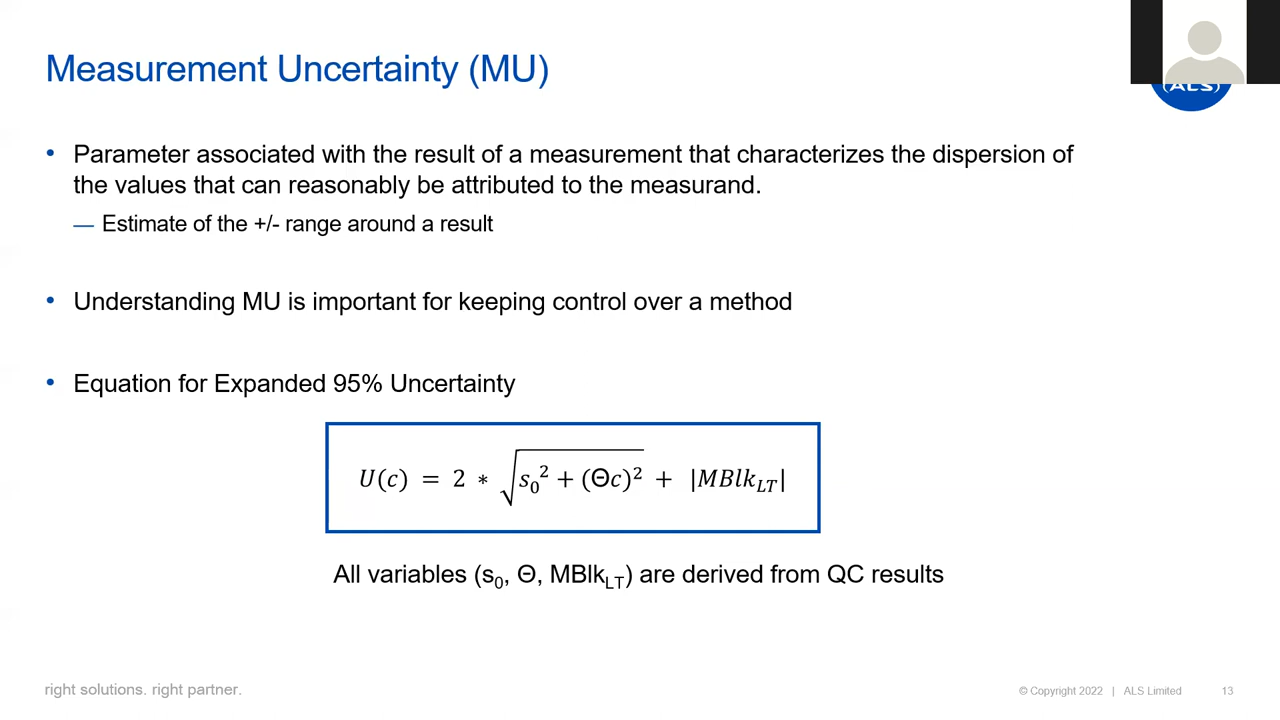 Measurement Uncertainty (MU)
(ALS)
• Parameter associated with the result of a measurement that characterizes the dispersion of
the values that can reasonably be attributed to the measurand.
— Estimate of the +/- range around a result
• Understanding MU is important for keeping control over a method
• Equation for Expanded 95% Uncertainty
U(c) = 2 * √(s₀² + (Θc)²) + |MBlk_LT|
All variables (s₀, Θ, MBlk_LT) are derived from QC results
right solutions. right partner.
© Copyright 2022 | ALS Limited 13